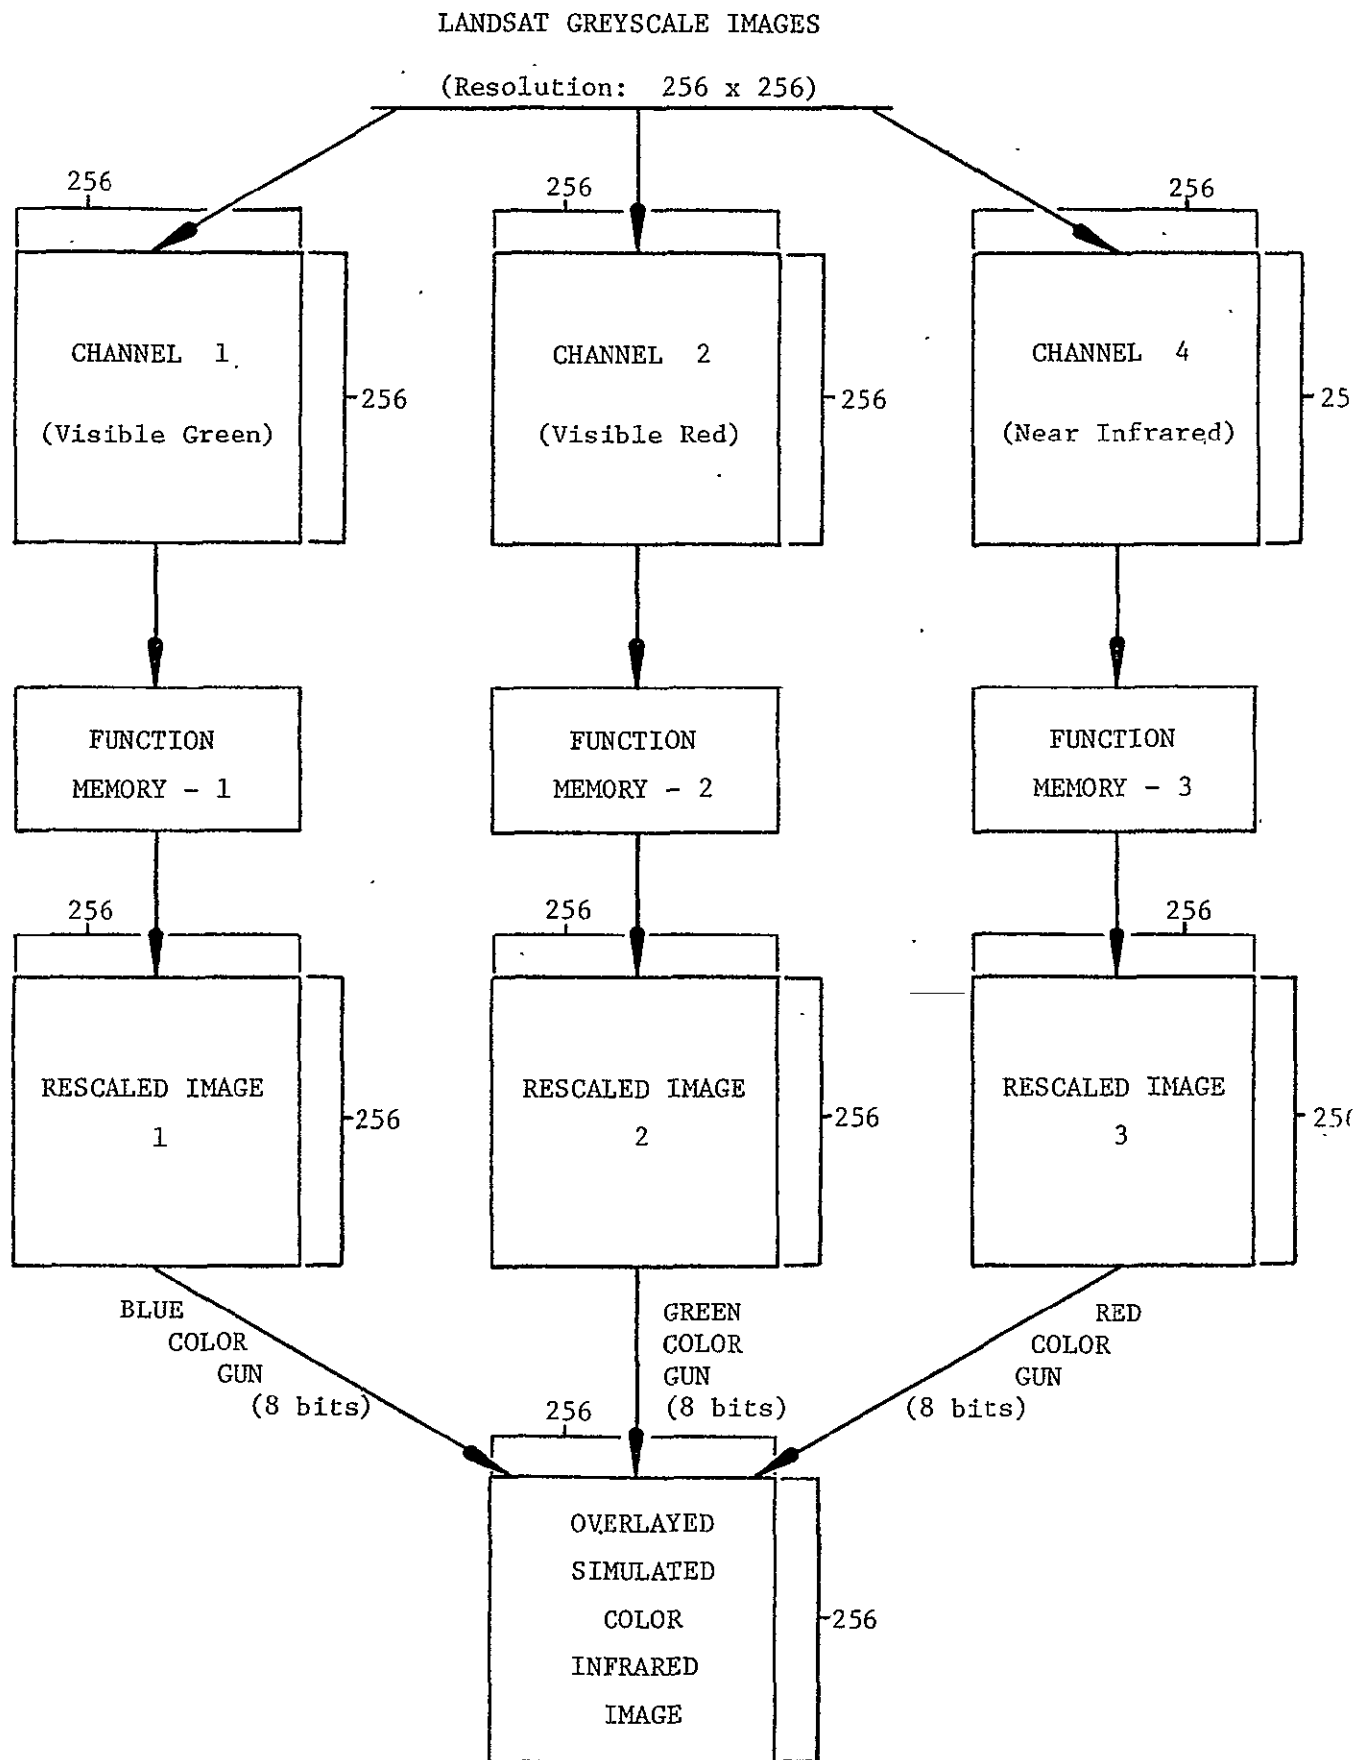 LANDSAT GREYSCALE IMAGES
(Resolution: 256 x 256)
256
256
256
CHANNEL 1
(Visible Green)
256
CHANNEL 2
(Visible Red)
256
CHANNEL 4
(Near Infrared)
25
FUNCTION
MEMORY - 1
FUNCTION
MEMORY - 2
FUNCTION
MEMORY - 3
256
256
256
RESCALED IMAGE
1
256
RESCALED IMAGE
2
256
RESCALED IMAGE
3
25
BLUE
COLOR
GUN
(8 bits)
GREEN
COLOR
GUN
(8 bits)
RED
COLOR
GUN
(8 bits)
256
OVERLAYED
SIMULATED
COLOR
INFRARED
IMAGE
256